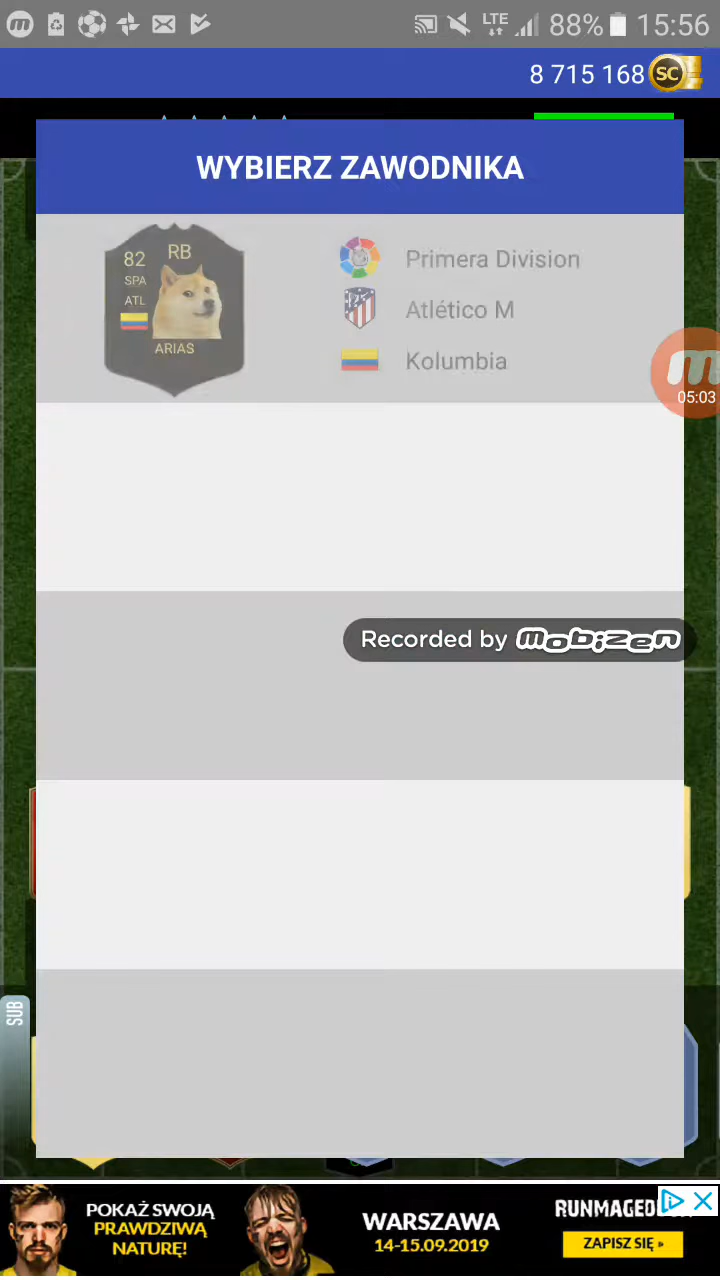 LTE 88% 15:56
8 715 168 SC
WYBIERZ ZAWODNIKA
82 RB
SPA
ATL
ARIAS
Primera Division
Atlético M
Kolumbia
05:03
Recorded by mobizen
SUB
POKAŻ SWOJĄ
PRAWDZIWĄ
NATURĘ!
WARSZAWA
14-15.09.2019
ZAPISZ SIĘ »